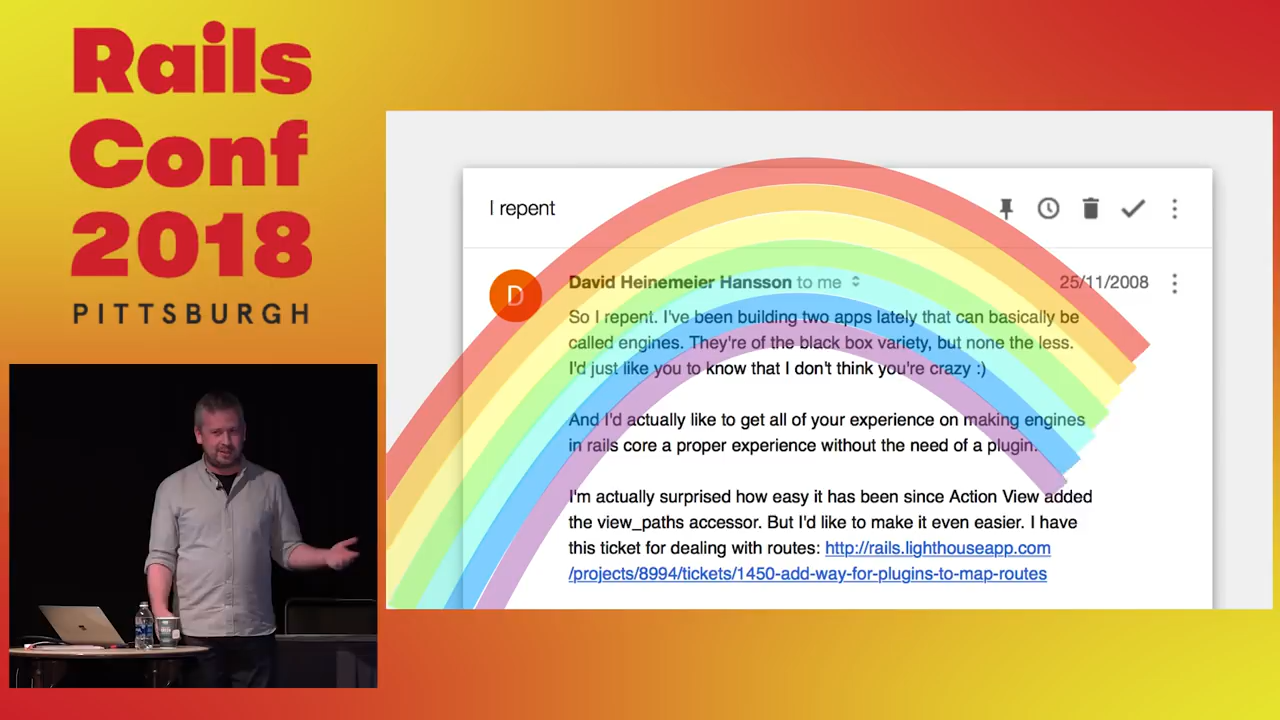 Rails
Conf
2018
PITTSBURGH
I repent
D
David Heinemeier Hansson to me
25/11/2008
So I repent. I've been building two apps lately that can basically be
called engines. They're of the black box variety, but none the less.
I'd just like you to know that I don't think you're crazy :)
And I'd actually like to get all of your experience on making engines
in rails core a proper experience without the need of a plugin.
I'm actually surprised how easy it has been since Action View added
the view_paths accessor. But I'd like to make it even easier. I have
this ticket for dealing with routes: http://rails.lighthouseapp.com
/projects/8994/tickets/1450-add-way-for-plugins-to-map-routes